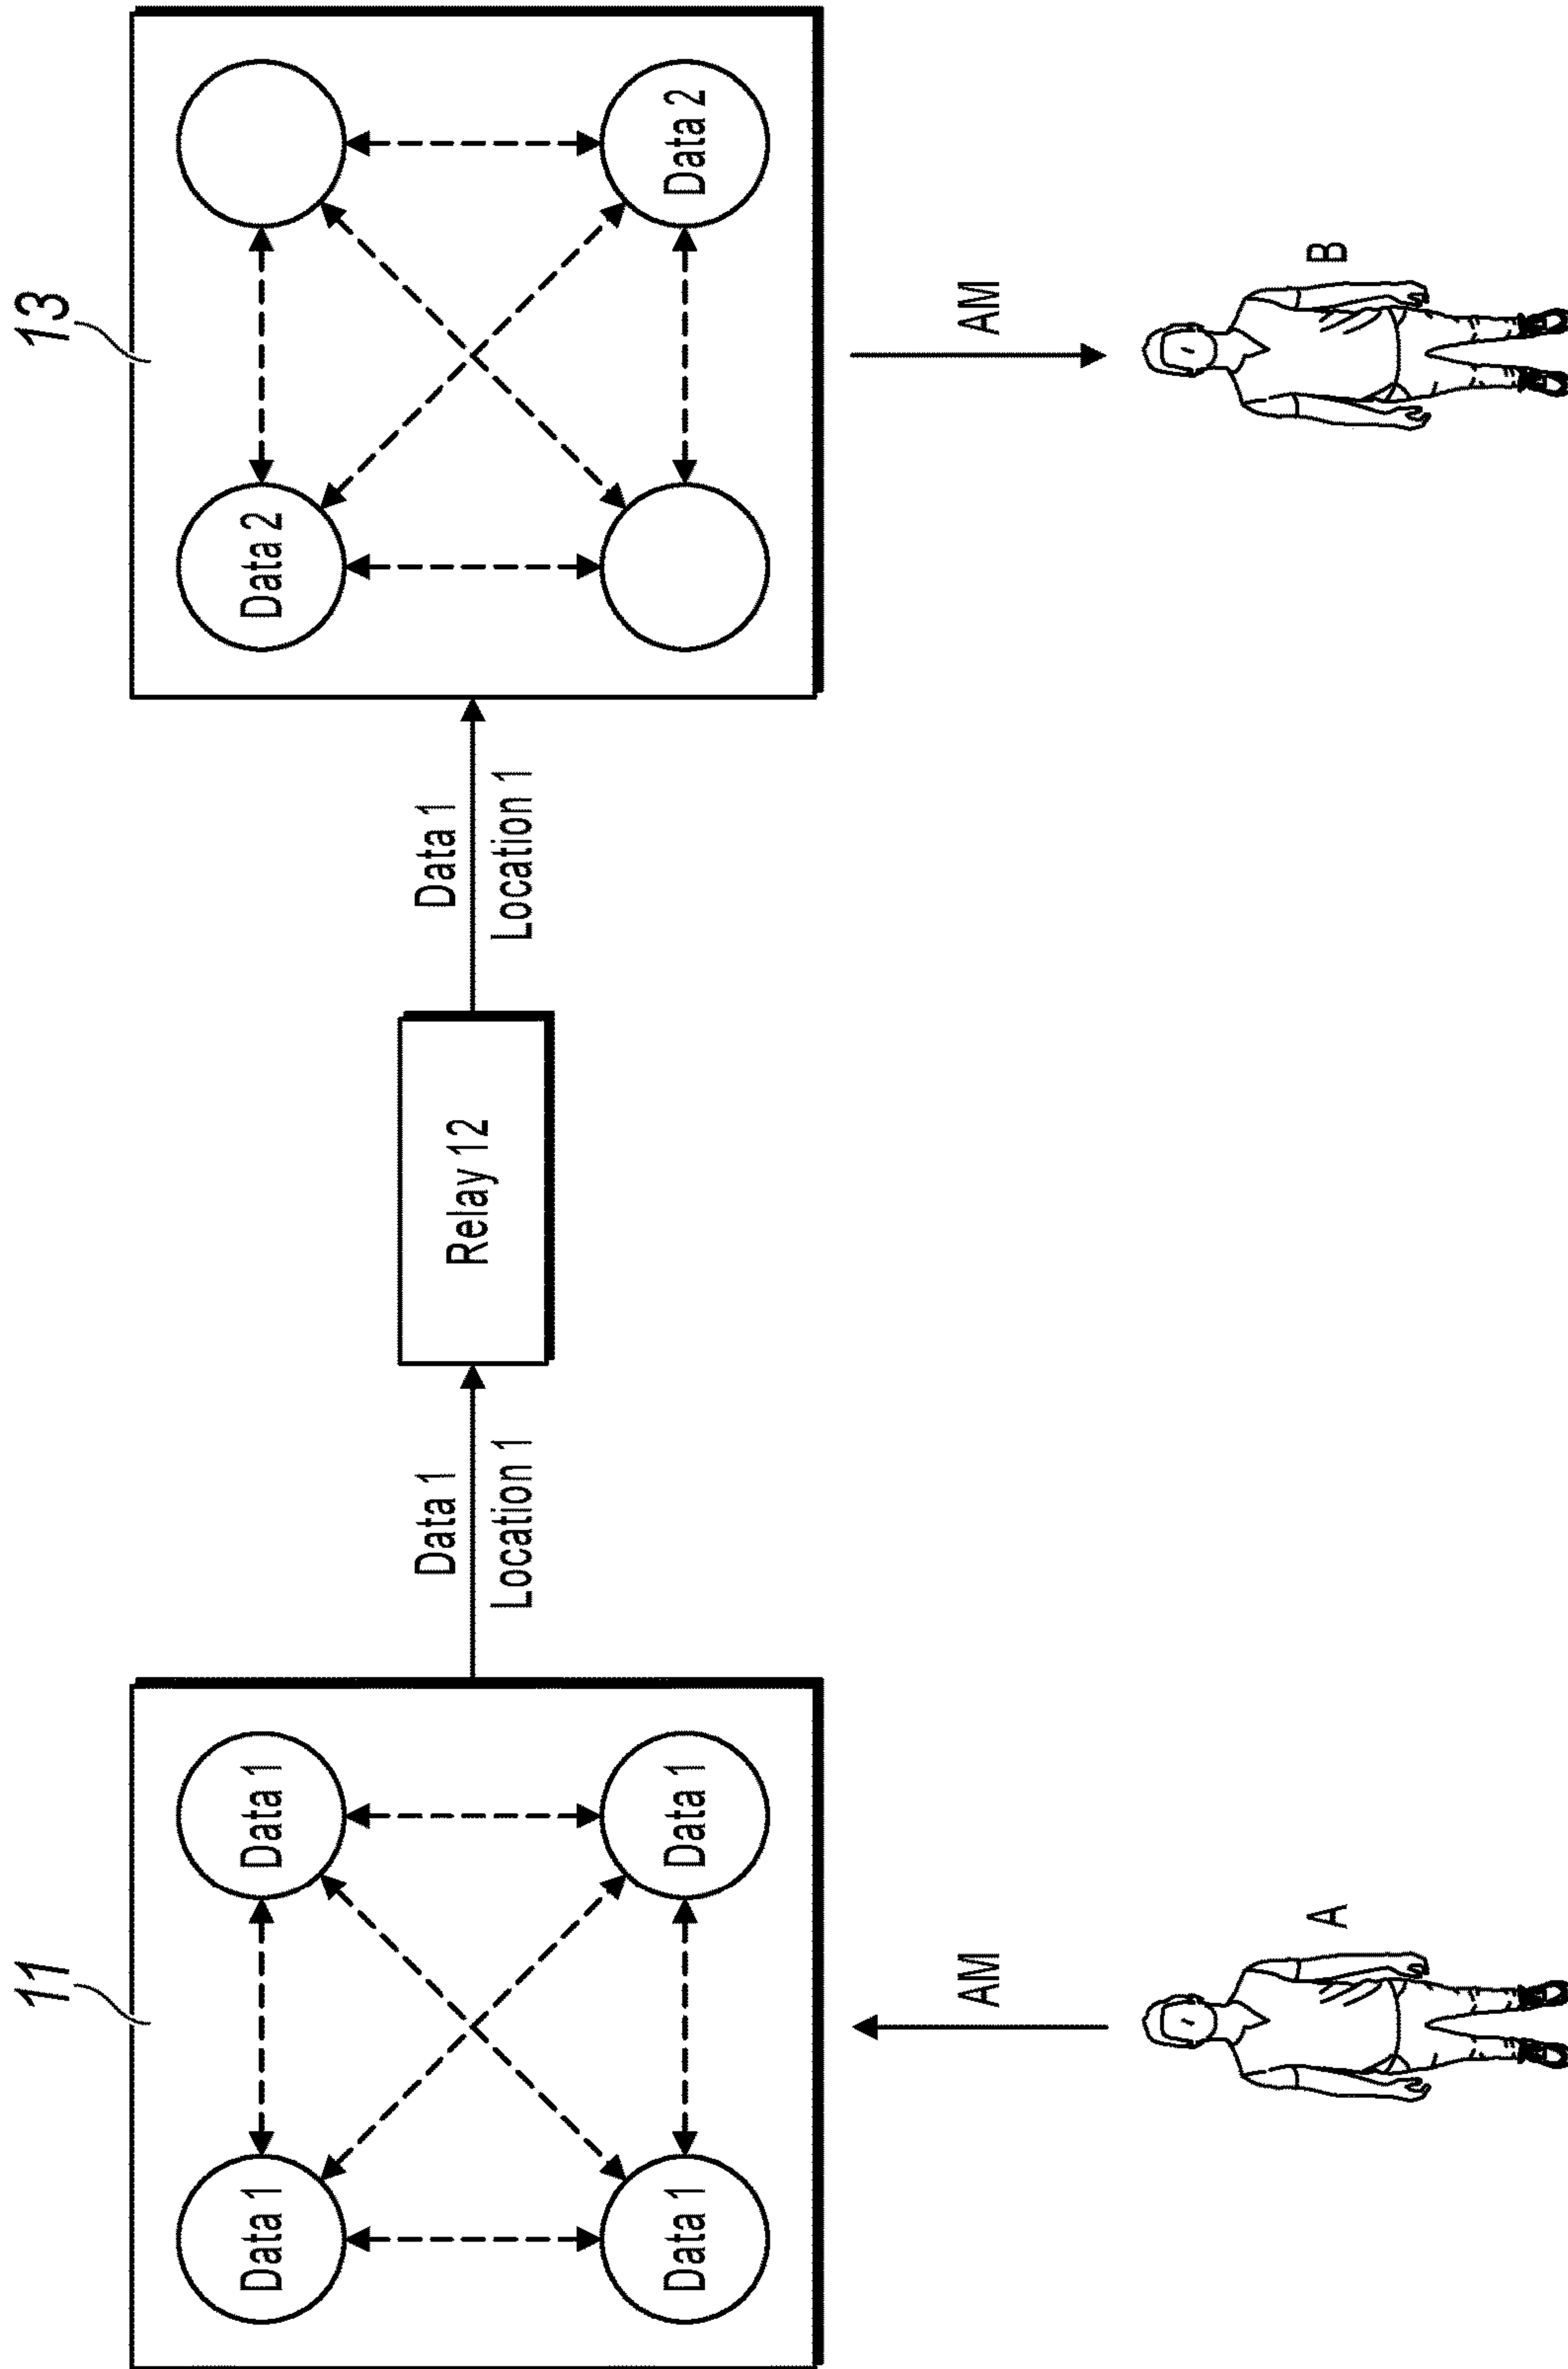 11
13
Data 1
Data 1
Data 2
Data 1
Data 1
Location 1
Relay 12
Data 1
Location 1
Data 1
Data 2
AM
AM
A
B